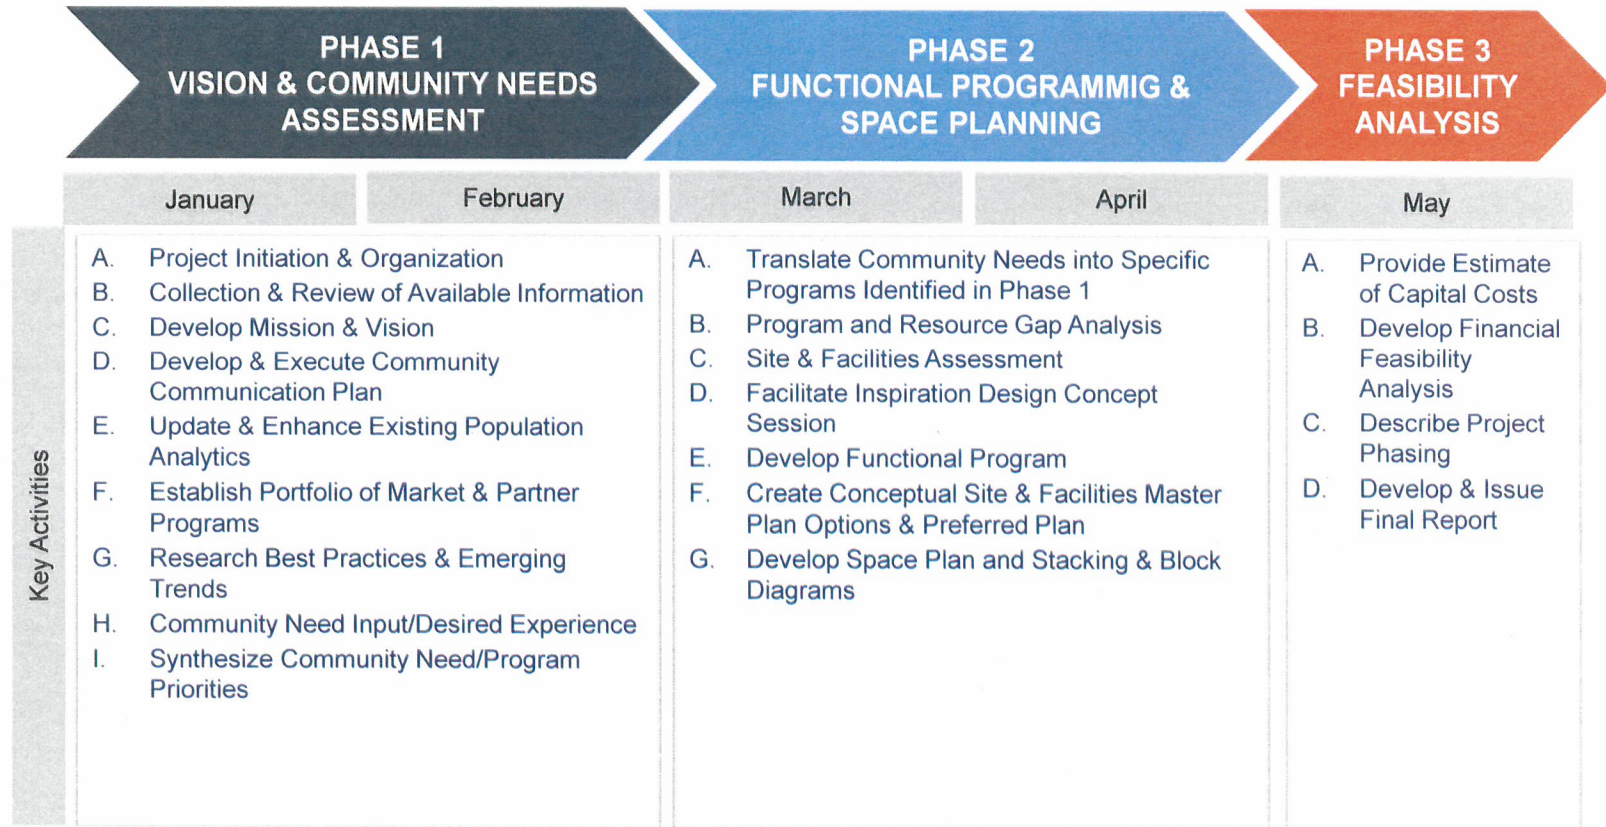 PHASE 1
VISION & COMMUNITY NEEDS
ASSESSMENT
PHASE 2
FUNCTIONAL PROGRAMMIG &
SPACE PLANNING
PHASE 3
FEASIBILITY
ANALYSIS
January
February
March
April
May
Key Activities
A. Project Initiation & Organization
B. Collection & Review of Available Information
C. Develop Mission & Vision
D. Develop & Execute Community
Communication Plan
E. Update & Enhance Existing Population
Analytics
F. Establish Portfolio of Market & Partner
Programs
G. Research Best Practices & Emerging
Trends
H. Community Need Input/Desired Experience
I. Synthesize Community Need/Program
Priorities
A. Translate Community Needs into Specific
Programs Identified in Phase 1
B. Program and Resource Gap Analysis
C. Site & Facilities Assessment
D. Facilitate Inspiration Design Concept
Session
E. Develop Functional Program
F. Create Conceptual Site & Facilities Master
Plan Options & Preferred Plan
G. Develop Space Plan and Stacking & Block
Diagrams
A. Provide Estimate
of Capital Costs
B. Develop Financial
Feasibility
Analysis
C. Describe Project
Phasing
D. Develop & Issue
Final Report